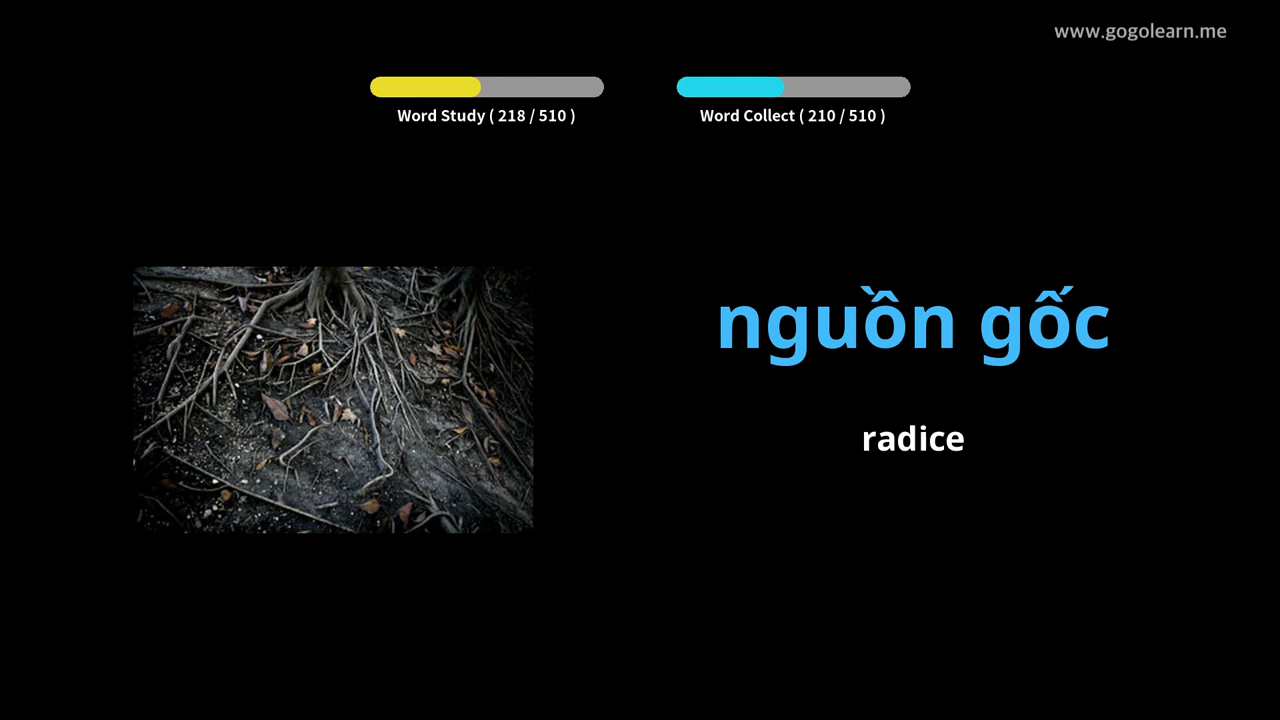 www.gogolearn.me
Word Study ( 218 / 510 )
Word Collect ( 210 / 510 )
nguồn gốc
radice